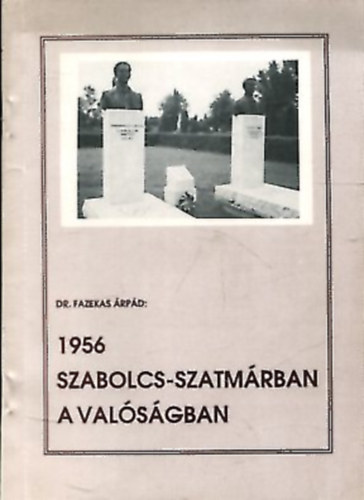 DR. FAZEKAS ÁRPÁD:
1956
SZABOLCS-SZATMÁRBAN
A VALÓSÁGBAN